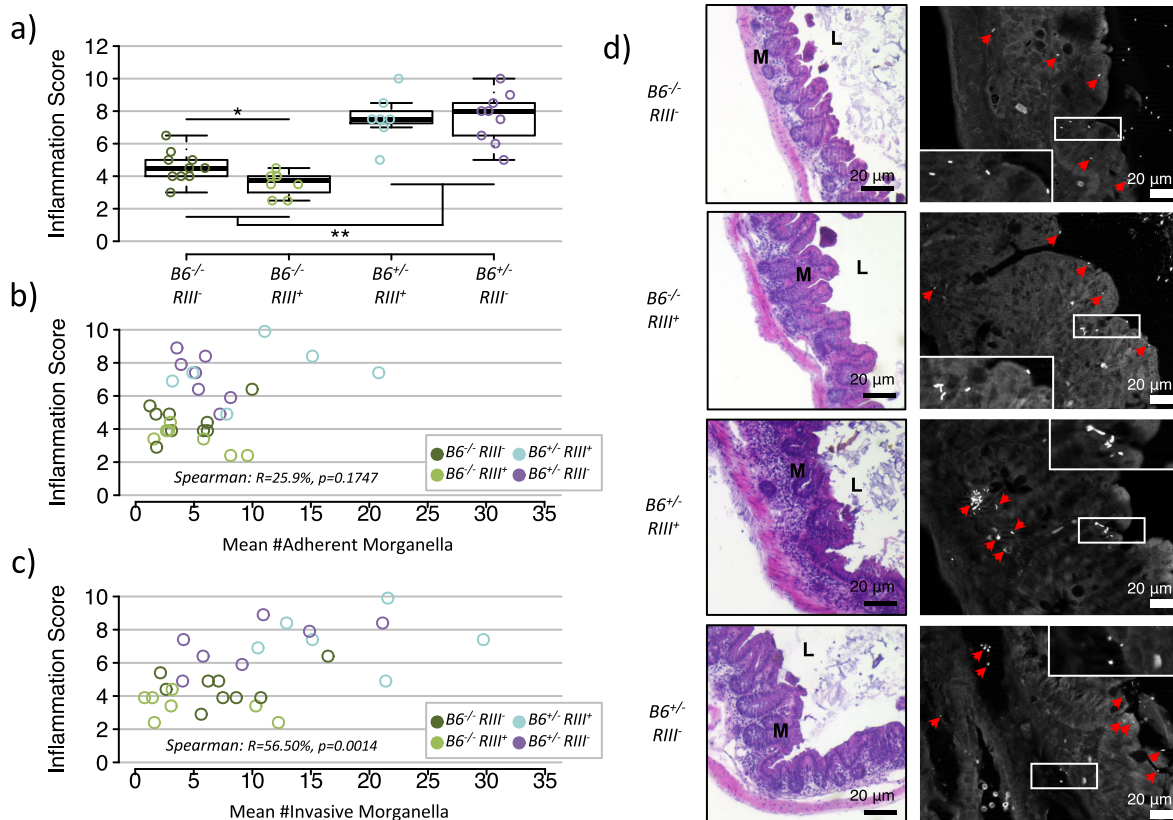 a)
Inflammation Score
12
10
8
6
4
2
0
*
**
B6-/- RIII-
B6-/- RIII+
B6+/- RIII+
B6+/- RIII-
b)
Inflammation Score
10
8
6
4
2
0
B6-/- RIII-
B6+/- RIII+
B6-/- RIII+
B6+/- RIII-
Spearman: R=25.9%, p=0.1747
0 5 10 15 20 25 30 35
Mean #Adherent Morganella
c)
Inflammation Score
10
8
6
4
2
0
B6-/- RIII-
B6+/- RIII+
B6-/- RIII+
B6+/- RIII-
Spearman: R=56.50%, p=0.0014
0 5 10 15 20 25 30 35
Mean #Invasive Morganella
d)
B6-/-
RIII-
M
L
20 µm
20 µm
B6-/-
RIII+
M
L
20 µm
20 µm
B6+/-
RIII+
M
L
20 µm
20 µm
B6+/-
RIII-
M
L
20 µm
20 µm